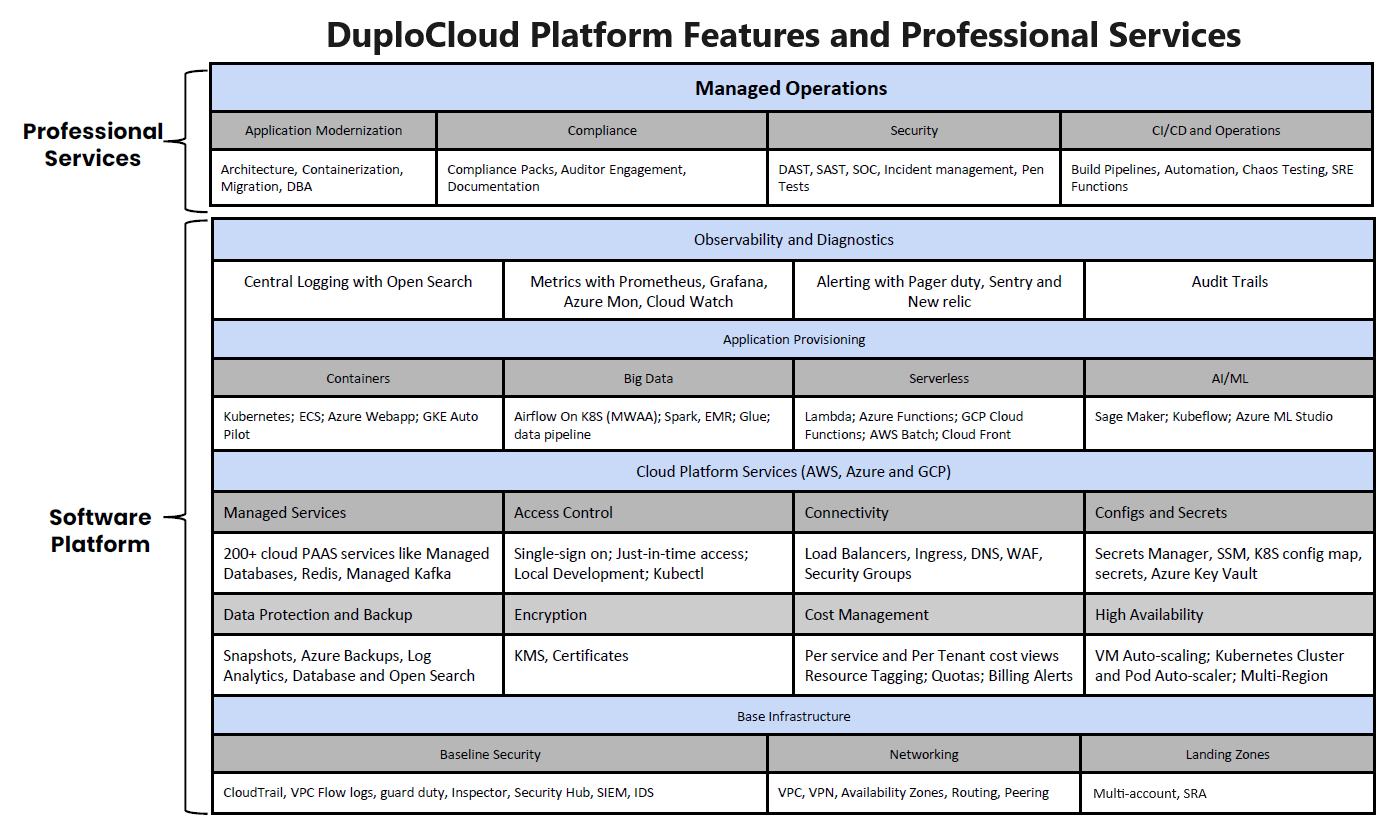 DuploCloud Platform Features and Professional Services
Professional
Services
Managed Operations
Application Modernization
Compliance
Security
CI/CD and Operations
Architecture, Containerization,
Migration, DBA
Compliance Packs, Auditor Engagement,
Documentation
DAST, SAST, SOC, Incident management, Pen
Tests
Build Pipelines, Automation, Chaos Testing, SRE
Functions
Software
Platform
Observability and Diagnostics
Central Logging with Open Search
Metrics with Prometheus, Grafana,
Azure Mon, Cloud Watch
Alerting with Pager duty, Sentry and
New relic
Audit Trails
Application Provisioning
Containers
Big Data
Serverless
AI/ML
Kubernetes; ECS; Azure Webapp; GKE Auto
Pilot
Airflow On K8S (MWAA); Spark, EMR; Glue;
data pipeline
Lambda; Azure Functions; GCP Cloud
Functions; AWS Batch; Cloud Front
Sage Maker; Kubeflow; Azure ML Studio
Cloud Platform Services (AWS, Azure and GCP)
Managed Services
Access Control
Connectivity
Configs and Secrets
200+ cloud PAAS services like Managed
Databases, Redis, Managed Kafka
Single-sign on; Just-in-time access;
Local Development; Kubectl
Load Balancers, Ingress, DNS, WAF,
Security Groups
Secrets Manager, SSM, K8S config map,
secrets, Azure Key Vault
Data Protection and Backup
Encryption
Cost Management
High Availability
Snapshots, Azure Backups, Log
Analytics, Database and Open Search
KMS, Certificates
Per service and Per Tenant cost views
Resource Tagging; Quotas; Billing Alerts
VM Auto-scaling; Kubernetes Cluster
and Pod Auto-scaler; Multi-Region
Base Infrastructure
Baseline Security
Networking
Landing Zones
CloudTrail, VPC Flow logs, guard duty, Inspector, Security Hub, SIEM, IDS
VPC, VPN, Availability Zones, Routing, Peering
Multi-account, SRA